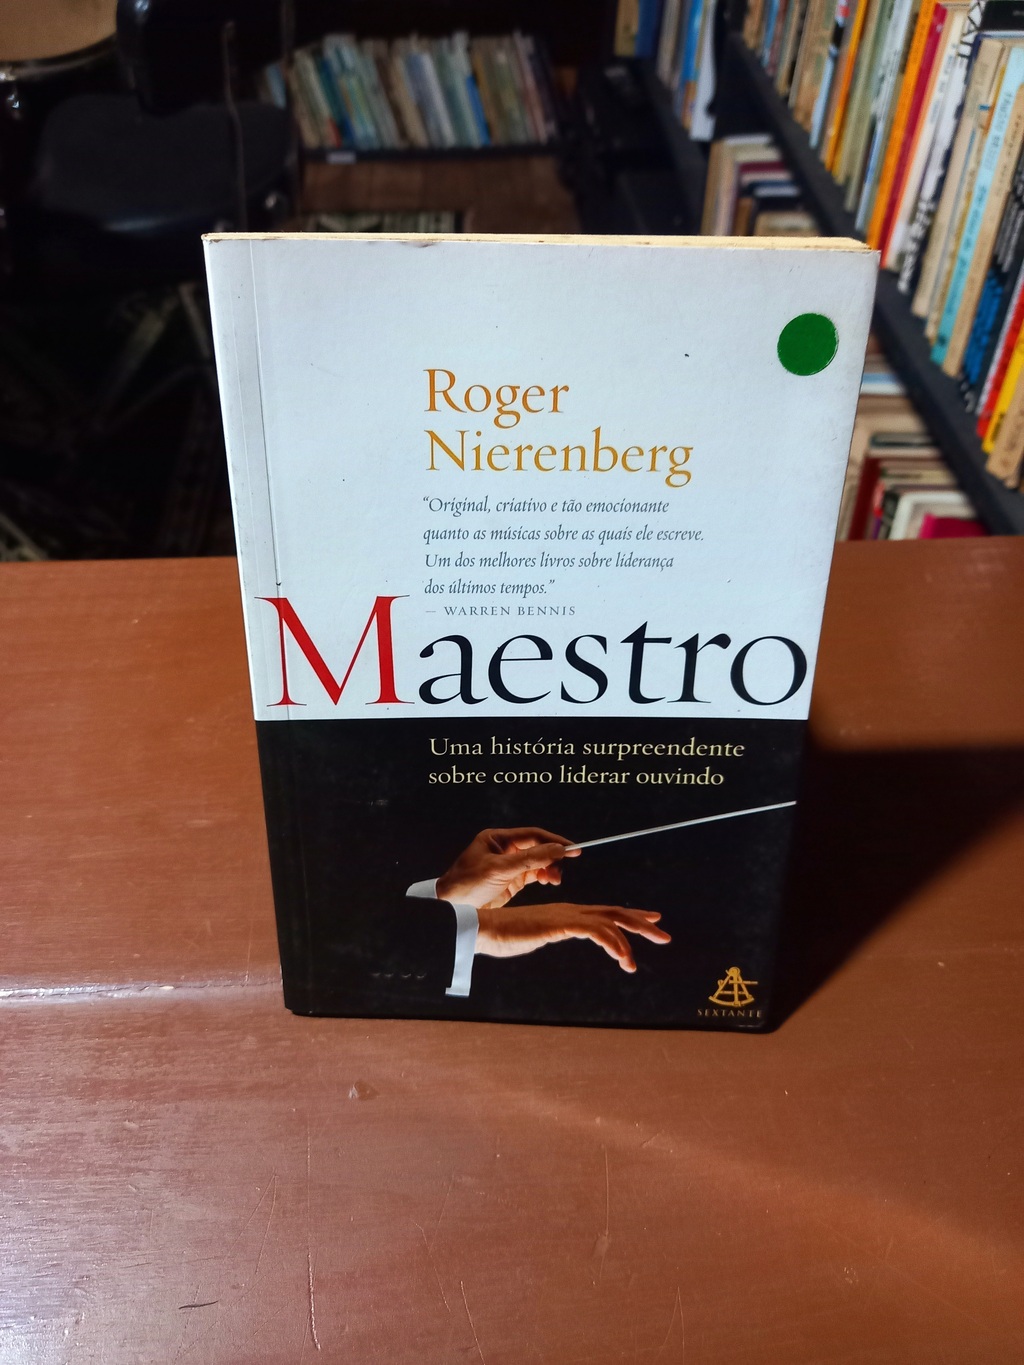 Roger
Nierenberg
“Original, criativo e tão emocionante
quanto as músicas sobre as quais ele escreve.
Um dos melhores livros sobre liderança
dos últimos tempos.”
— WARREN BENNIS
Maestro
Uma história surpreendente
sobre como liderar ouvindo
SEXTANTE